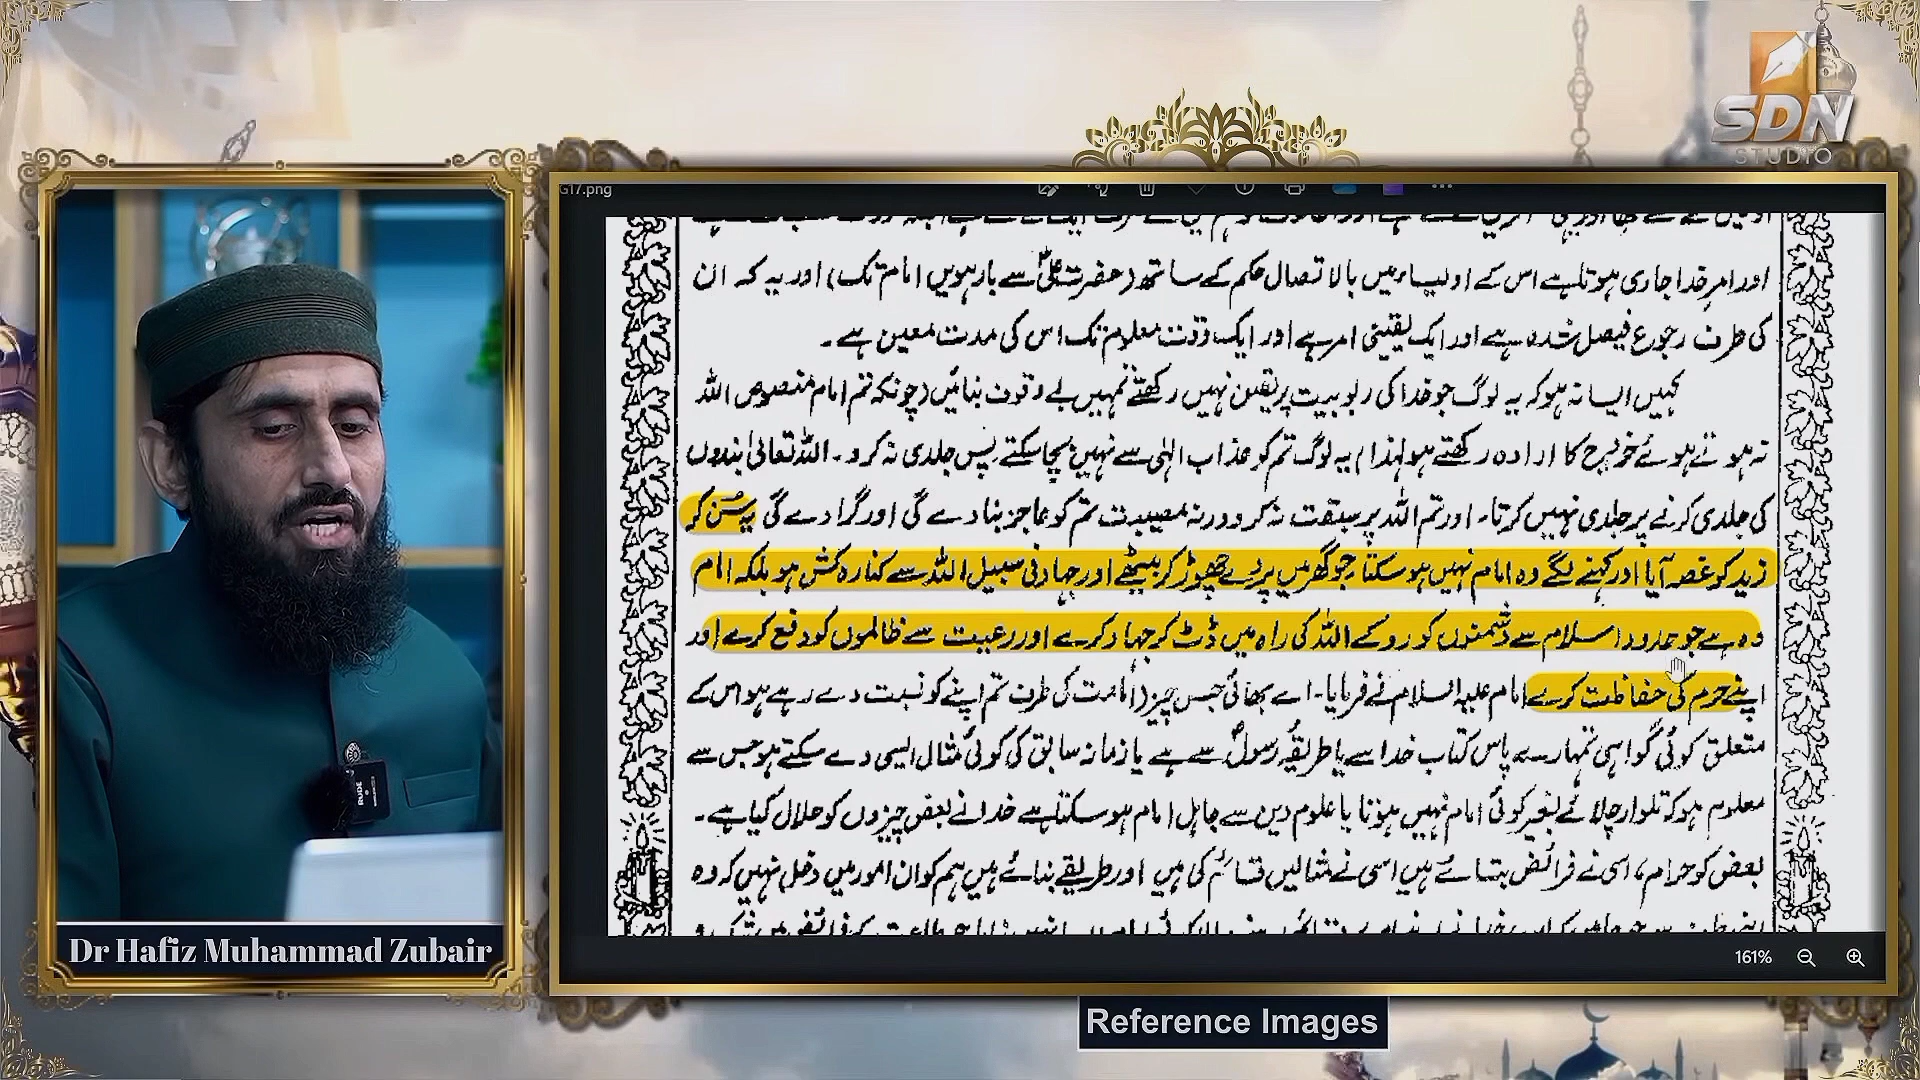 SDN
STUDIO
G17.png
اور امرِ خدا جاری ہوتا ہے اس کے اولیاء میں بالاتصال حکم کے ساتھ (حضرت علیؑ سے بارہویں امام تک) اور یہ کہ ان
کی طرف رجوع فیصل شدہ ہے اور ایک یقینی امر ہے اور ایک وقت معلوم تک اس کی مدت معین ہے۔
کہیں ایسا نہ ہو کہ یہ لوگ جو خدا کی ربوبیت پر یقین نہیں رکھتے تمہیں بے وقوف بنائیں (چونکہ تم امام منصوص اللہ
نہ ہوتے ہوئے خروج کا ارادہ رکھتے ہو لہٰذا) یہ لوگ تم کو عذاب الٰہی سے نہیں بچا سکتے پس جلدی نہ کرو۔ اللہ تعالیٰ بندوں
کی جلدی کرنے پر جلدی نہیں کرتا۔ اور تم اللہ پر سبقت نہ کرو ورنہ مصیبت تم کو عاجز بنا دے گی اور گرا دے گی یہ سُن کر
زید کو غصہ آیا اور کہنے لگے وہ امام نہیں ہو سکتا جو گھر میں پردے چھوڑ کر بیٹھے اور جہاد فی سبیل اللہ سے کنارہ کش ہو بلکہ امام
وہ ہے جو حدود اسلام سے دشمنوں کو روکے اللہ کی راہ میں ڈٹ کر جہاد کرے اور رعیت سے ظالموں کو دفع کرے اور
اپنے حرم کی حفاظت کرے امام علیہ السلام نے فرمایا۔ اے بھائی جس چیز (امامت) کی طرف تم اپنے کو نسبت دے رہے ہو اس کے
متعلق کوئی گواہی تمہارے پاس کتاب خدا سے یا طریقۂ رسولؐ سے ہے یا زمانہ سابق کی کوئی مثال ایسی دے سکتے ہو جس سے
معلوم ہو کہ تلوار چلائے بغیر کوئی امام نہیں ہوتا یا علوم دین سے جاہل امام ہو سکتا ہے خدا نے بعض چیزوں کو حلال کیا ہے۔
بعض کو حرام، اسی نے فرائض بتائے ہیں اسی نے مثالیں قائم کی ہیں اور طریقے بنائے ہیں ہم کو ان امور میں دخل نہیں کہ وہ
161%
RØDE
Dr Hafiz Muhammad Zubair
Reference Images